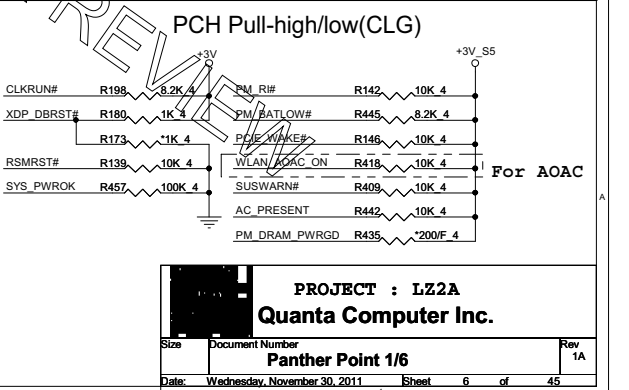 PCH Pull-high/low(CLG)
REVIEW
+3V
+3V_S5
CLKRUN# R198 8.2K_4
XDP_DBRST# R180 1K_4
R173 *1K_4
RSMRST# R139 10K_4
SYS_PWROK R457 100K_4
PM_RI# R142 10K_4
PM_BATLOW# R445 8.2K_4
PCIE_WAKE# R146 10K_4
WLAN_AOAC_ON R418 10K_4
For AOAC
SUSWARN# R409 10K_4
AC_PRESENT R442 10K_4
PM_DRAM_PWRGD R435 *200/F_4
A
PROJECT : LZ2A
Quanta Computer Inc.
Size Document Number Rev
Panther Point 1/6 1A
Date: Wednesday, November 30, 2011 Sheet 6 of 45